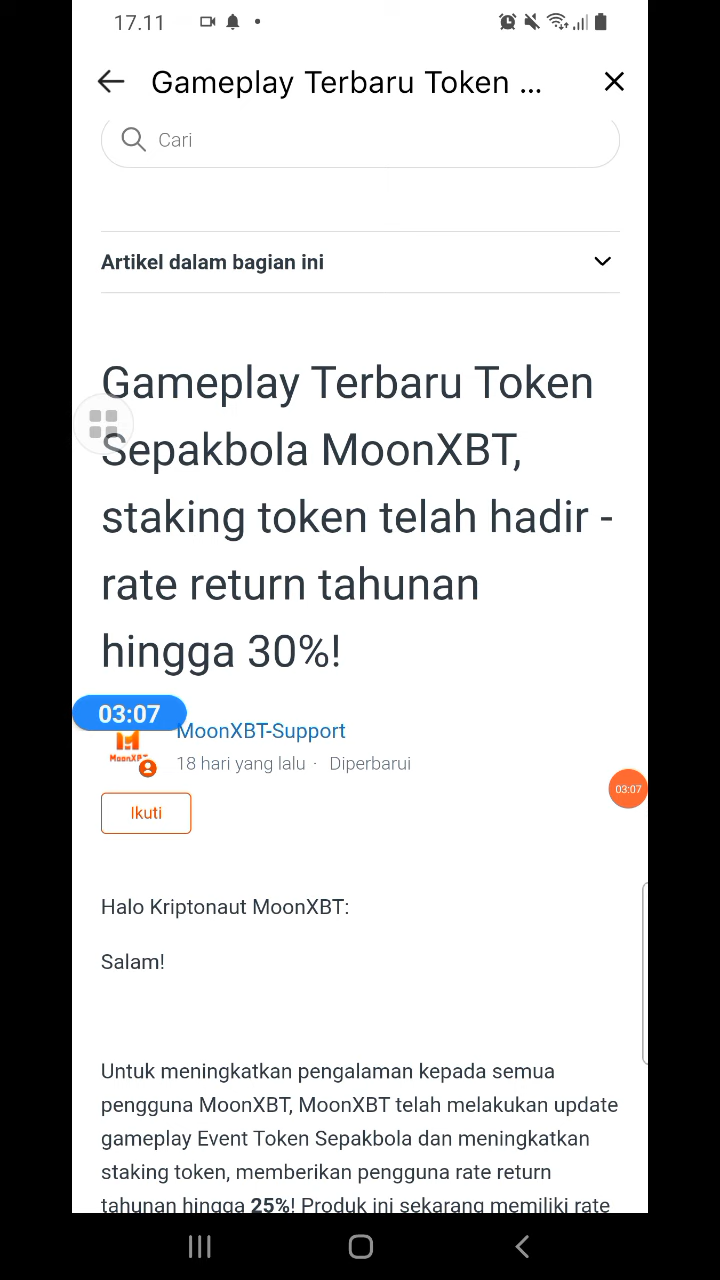 17.11
Gameplay Terbaru Token ...
Cari
Artikel dalam bagian ini
Gameplay Terbaru Token
Sepakbola MoonXBT,
staking token telah hadir -
rate return tahunan
hingga 30%!
03:07
MoonXBT-Support
MoonXBT
18 hari yang lalu · Diperbarui
03:07
Ikuti
Halo Kriptonaut MoonXBT:
Salam!
Untuk meningkatkan pengalaman kepada semua
pengguna MoonXBT, MoonXBT telah melakukan update
gameplay Event Token Sepakbola dan meningkatkan
staking token, memberikan pengguna rate return
tahunan hingga 25%! Produk ini sekarang memiliki rate